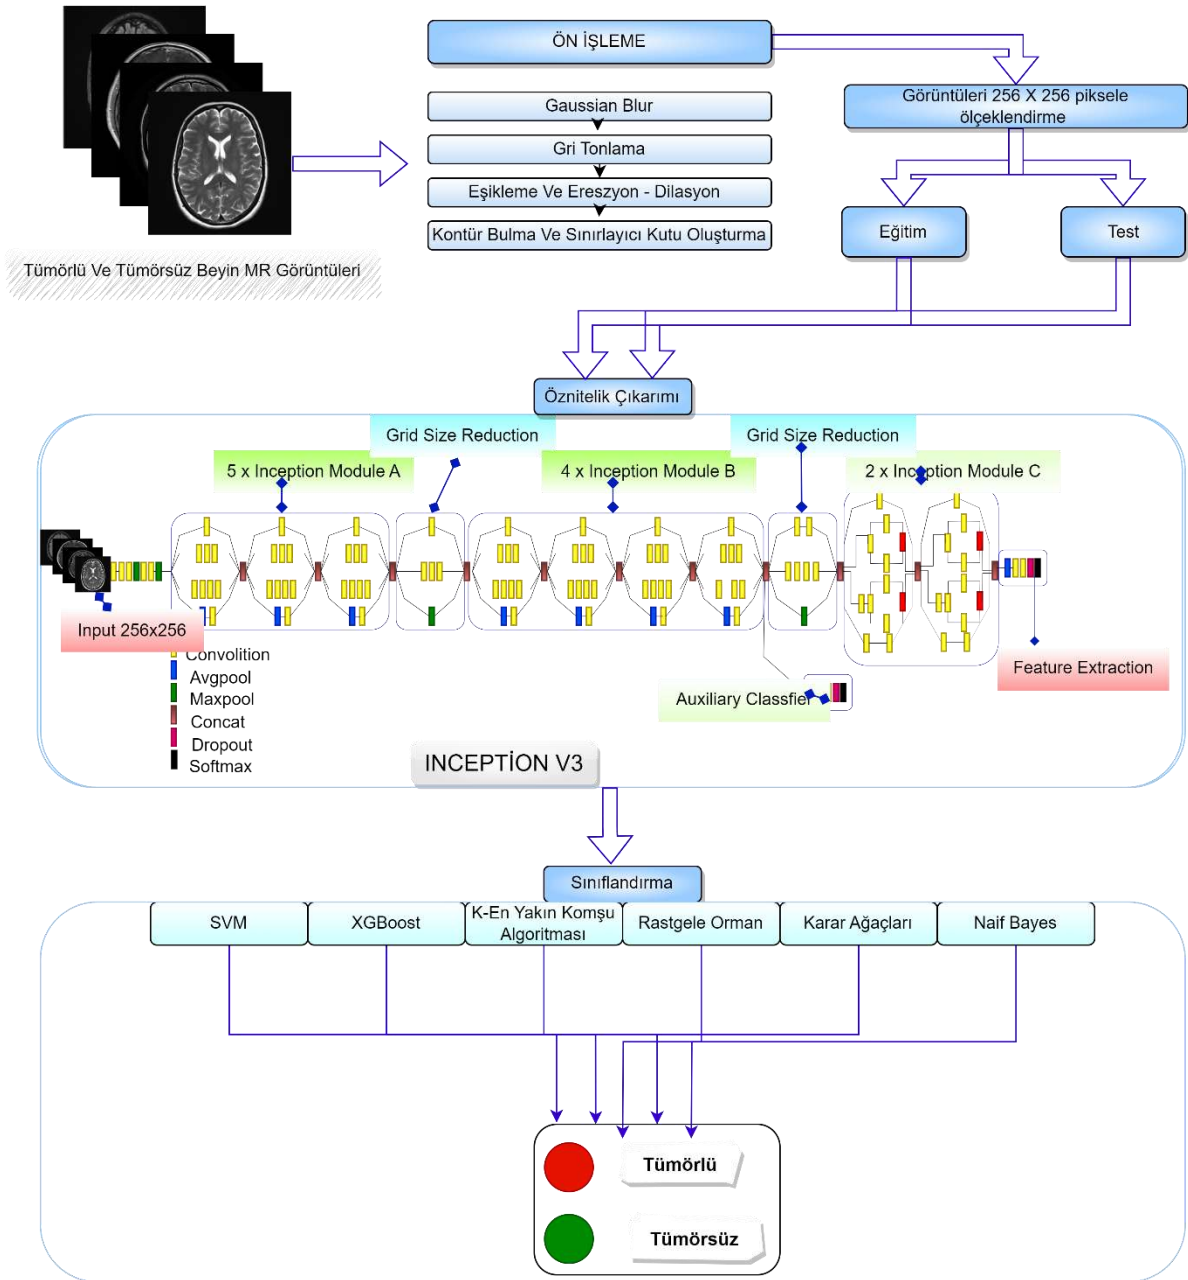 ÖN İŞLEME
Gaussian Blur
Gri Tonlama
Eşikleme Ve Ereszyon - Dilasyon
Kontür Bulma Ve Sınırlayıcı Kutu Oluşturma
Tümörlü Ve Tümörsüz Beyin MR Görüntüleri
Görüntüleri 256 X 256 piksele
ölçeklendirme
Eğitim
Test
Öznitelik Çıkarımı
Grid Size Reduction
Grid Size Reduction
5 x Inception Module A
4 x Inception Module B
2 x Inception Module C
Input 256x256
Convolition
Avgpool
Maxpool
Concat
Dropout
Softmax
Auxiliary Classfier
Feature Extraction
INCEPTİON V3
Sınıflandırma
SVM
XGBoost
K-En Yakın Komşu
Algoritması
Rastgele Orman
Karar Ağaçları
Naif Bayes
Tümörlü
Tümörsüz